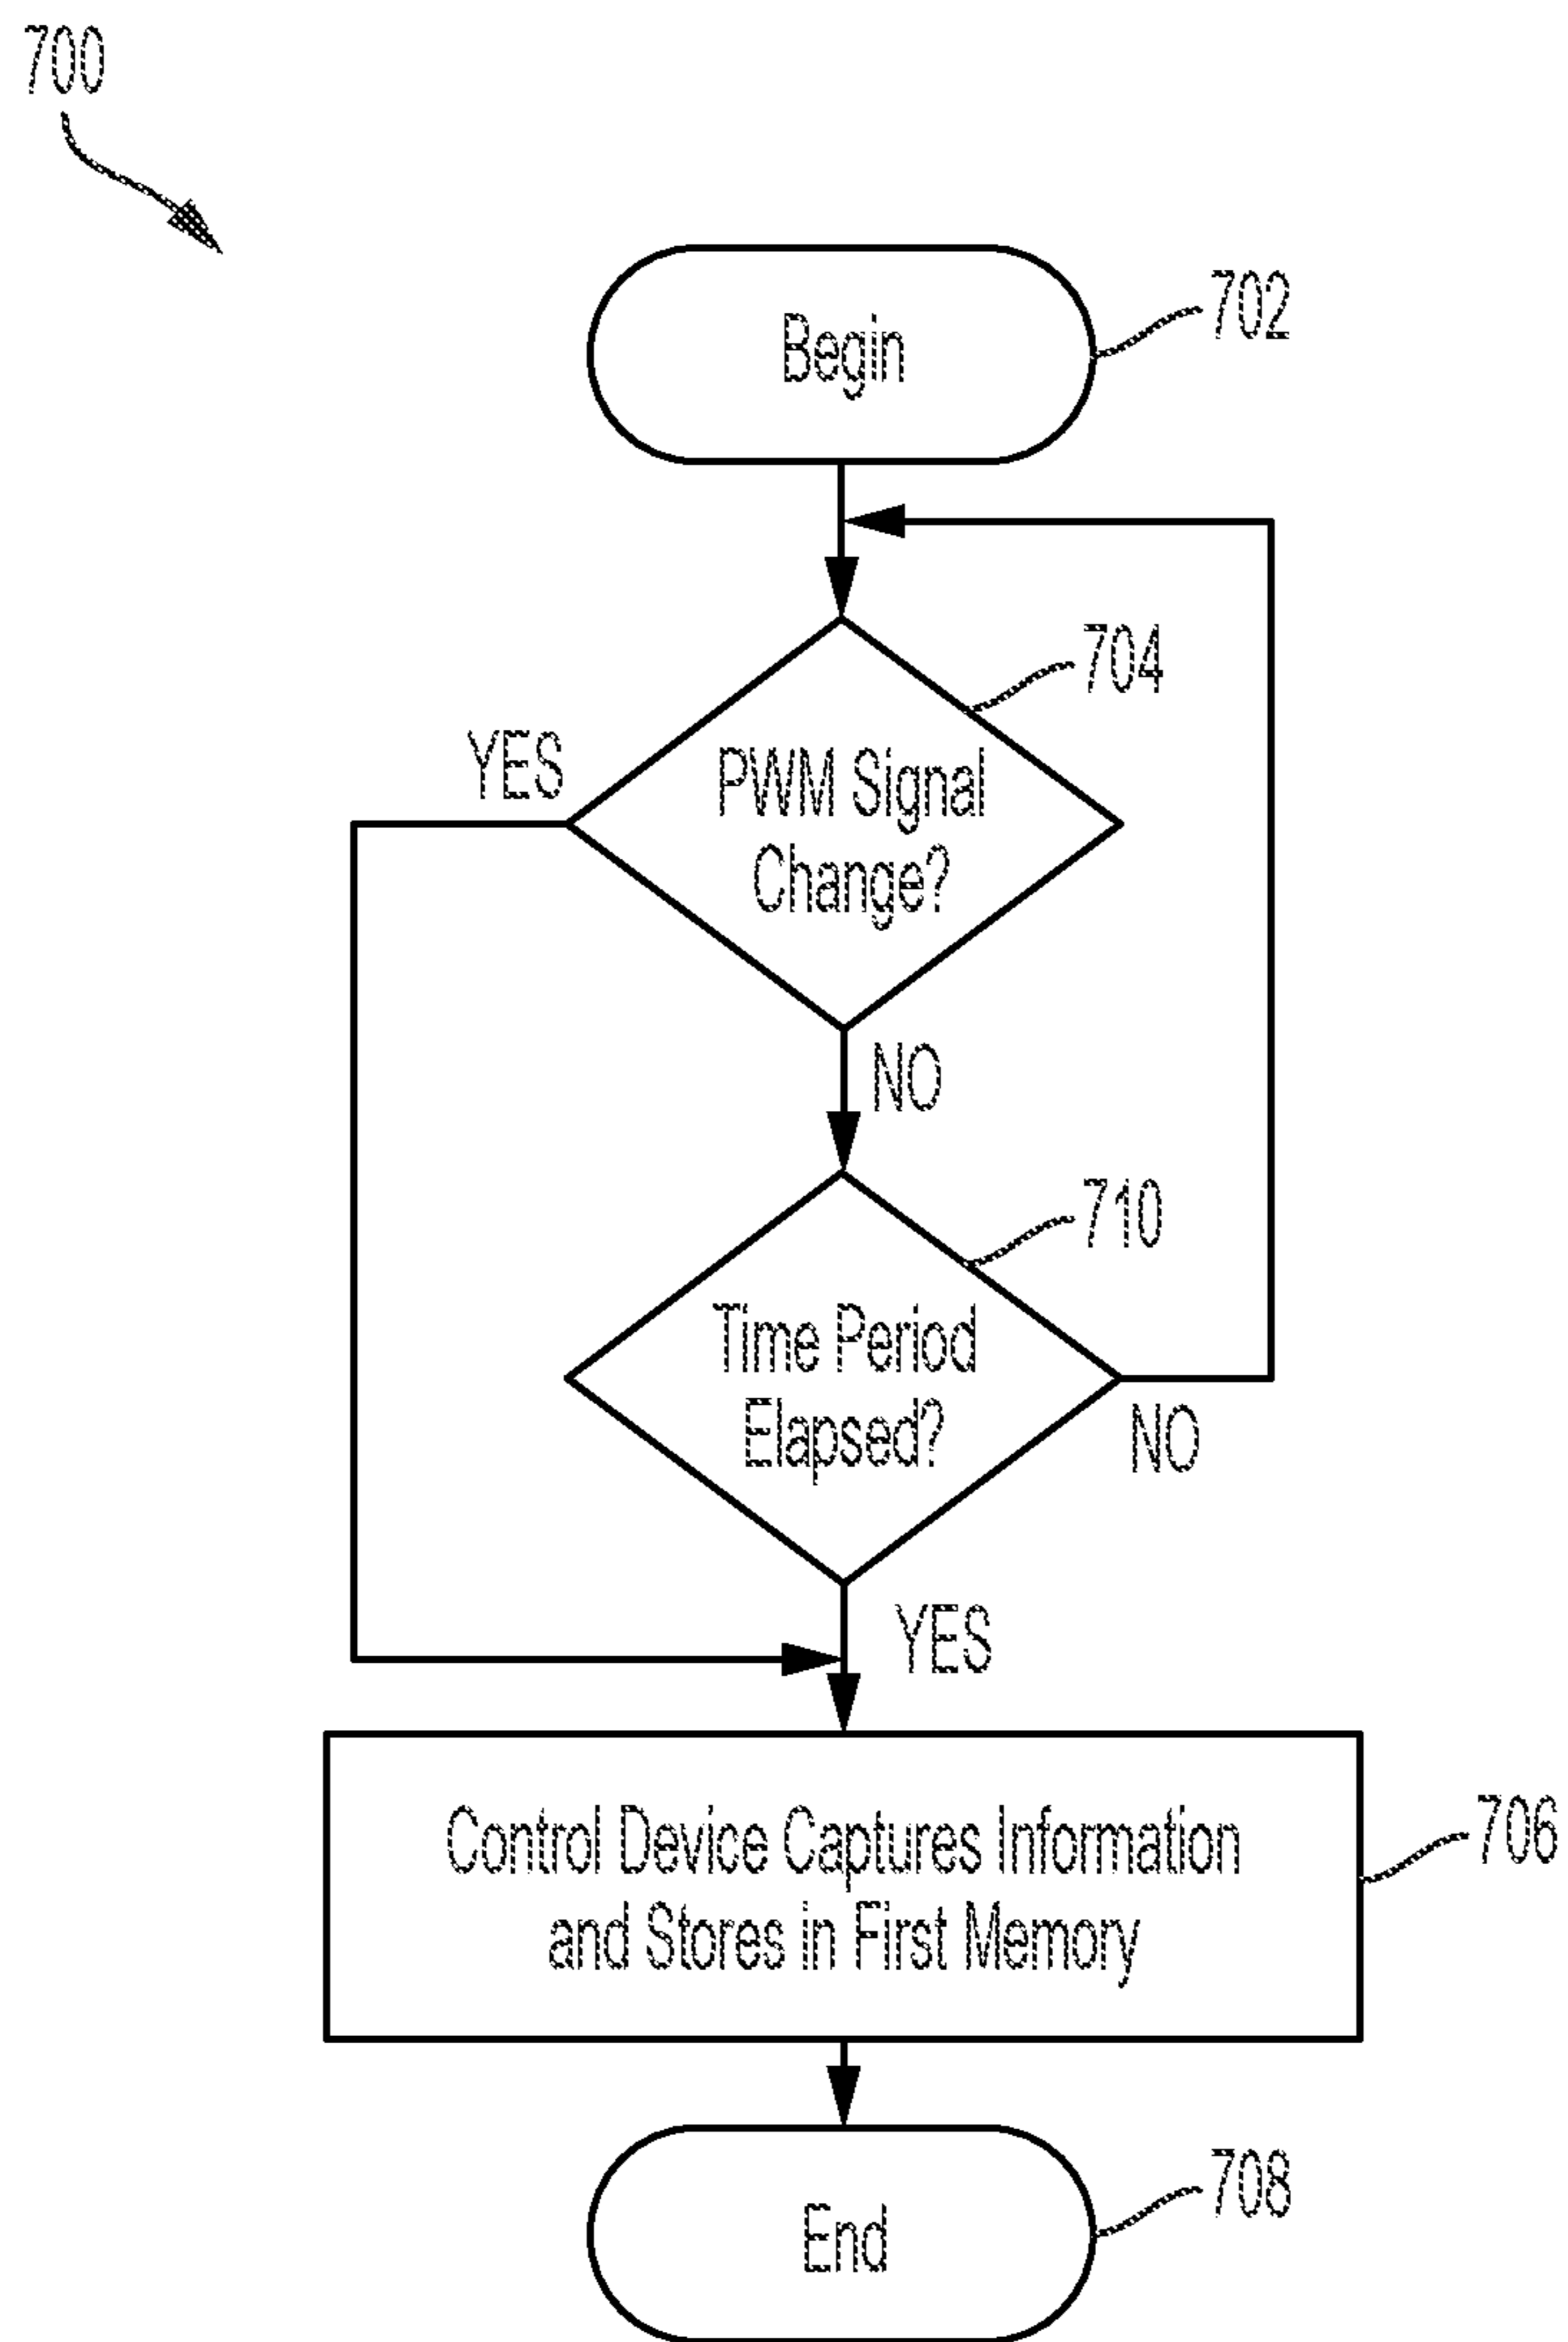 700
Begin
702
704
YES
PWM Signal
Change?
NO
710
Time Period
Elapsed?
NO
YES
Control Device Captures Information
and Stores in First Memory
706
End
708